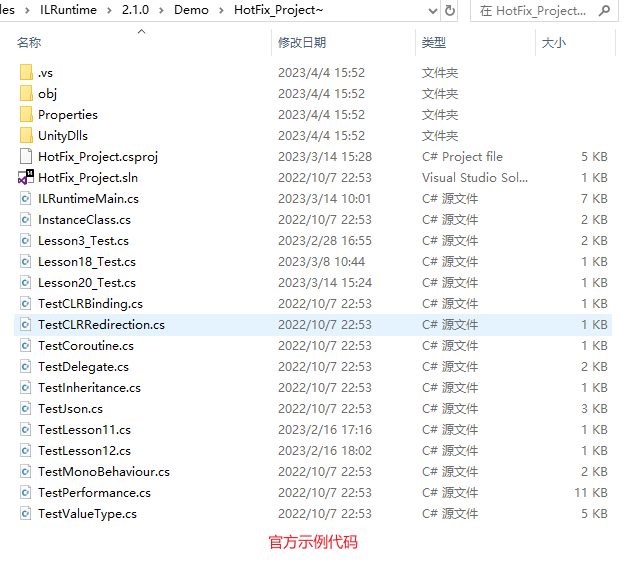 les > ILRuntime > 2.1.0 > Demo > HotFix_Project~ 在 HotFix_Project...
名称 修改日期 类型 大小
.vs 2023/4/4 15:52 文件夹
obj 2023/4/4 15:52 文件夹
Properties 2023/4/4 15:52 文件夹
UnityDlls 2023/4/4 15:52 文件夹
HotFix_Project.csproj 2023/3/14 15:28 C# Project file 5 KB
HotFix_Project.sln 2022/10/7 22:53 Visual Studio Sol... 1 KB
ILRuntimeMain.cs 2023/3/14 10:01 C# 源文件 7 KB
InstanceClass.cs 2022/10/7 22:53 C# 源文件 2 KB
Lesson3_Test.cs 2023/2/28 16:55 C# 源文件 2 KB
Lesson18_Test.cs 2023/3/8 10:44 C# 源文件 1 KB
Lesson20_Test.cs 2023/3/14 15:24 C# 源文件 1 KB
TestCLRBinding.cs 2022/10/7 22:53 C# 源文件 1 KB
TestCLRRedirection.cs 2022/10/7 22:53 C# 源文件 1 KB
TestCoroutine.cs 2022/10/7 22:53 C# 源文件 1 KB
TestDelegate.cs 2022/10/7 22:53 C# 源文件 2 KB
TestInheritance.cs 2022/10/7 22:53 C# 源文件 1 KB
TestJson.cs 2022/10/7 22:53 C# 源文件 3 KB
TestLesson11.cs 2023/2/16 17:16 C# 源文件 1 KB
TestLesson12.cs 2023/2/16 18:02 C# 源文件 1 KB
TestMonoBehaviour.cs 2022/10/7 22:53 C# 源文件 2 KB
TestPerformance.cs 2022/10/7 22:53 C# 源文件 11 KB
TestValueType.cs 2022/10/7 22:53 C# 源文件 5 KB
官方示例代码